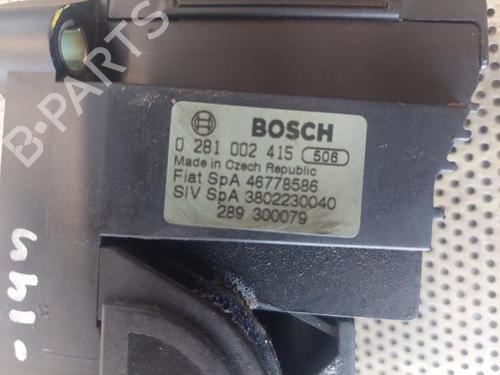 B-PARTS
BOSCH
0 281 002 415 506
Made in Czech Republic
Fiat SpA 46778586
SIV SpA 3802230040
289 300079